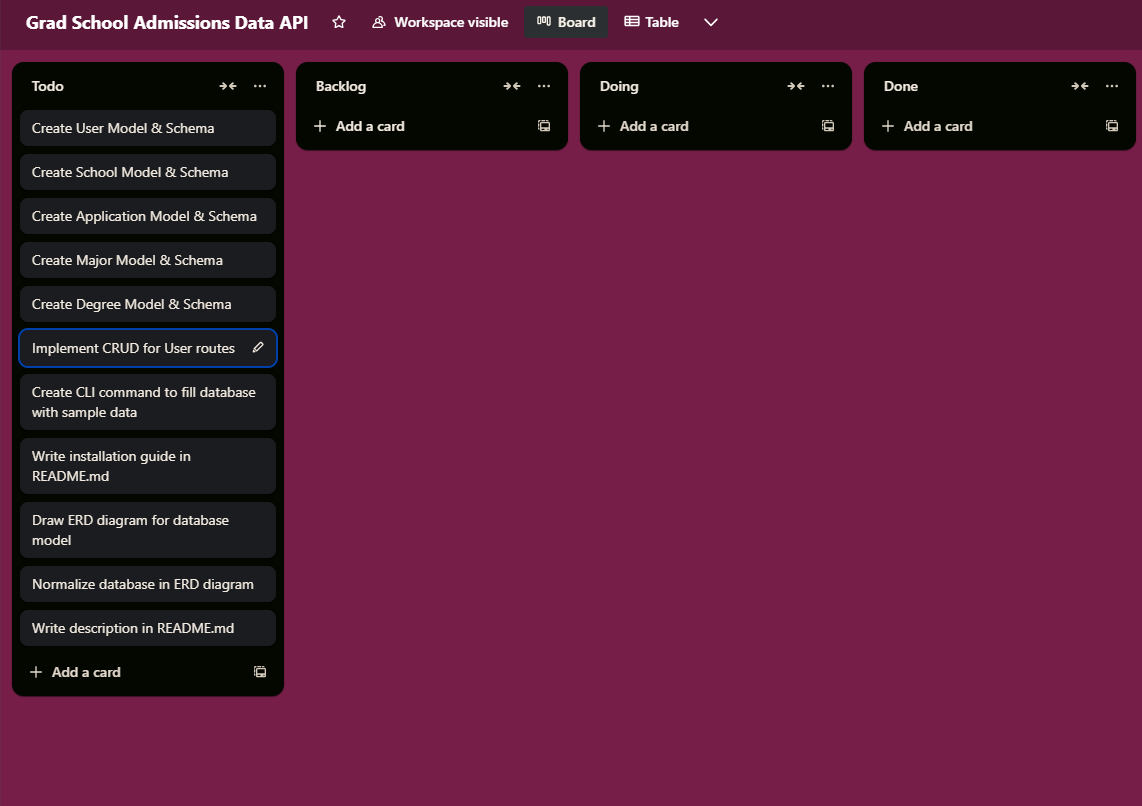 Grad School Admissions Data API
Workspace visible
Board
Table
Todo
Create User Model & Schema
Create School Model & Schema
Create Application Model & Schema
Create Major Model & Schema
Create Degree Model & Schema
Implement CRUD for User routes
Create CLI command to fill database
with sample data
Write installation guide in
README.md
Draw ERD diagram for database
model
Normalize database in ERD diagram
Write description in README.md
Add a card
Backlog
Add a card
Doing
Add a card
Done
Add a card